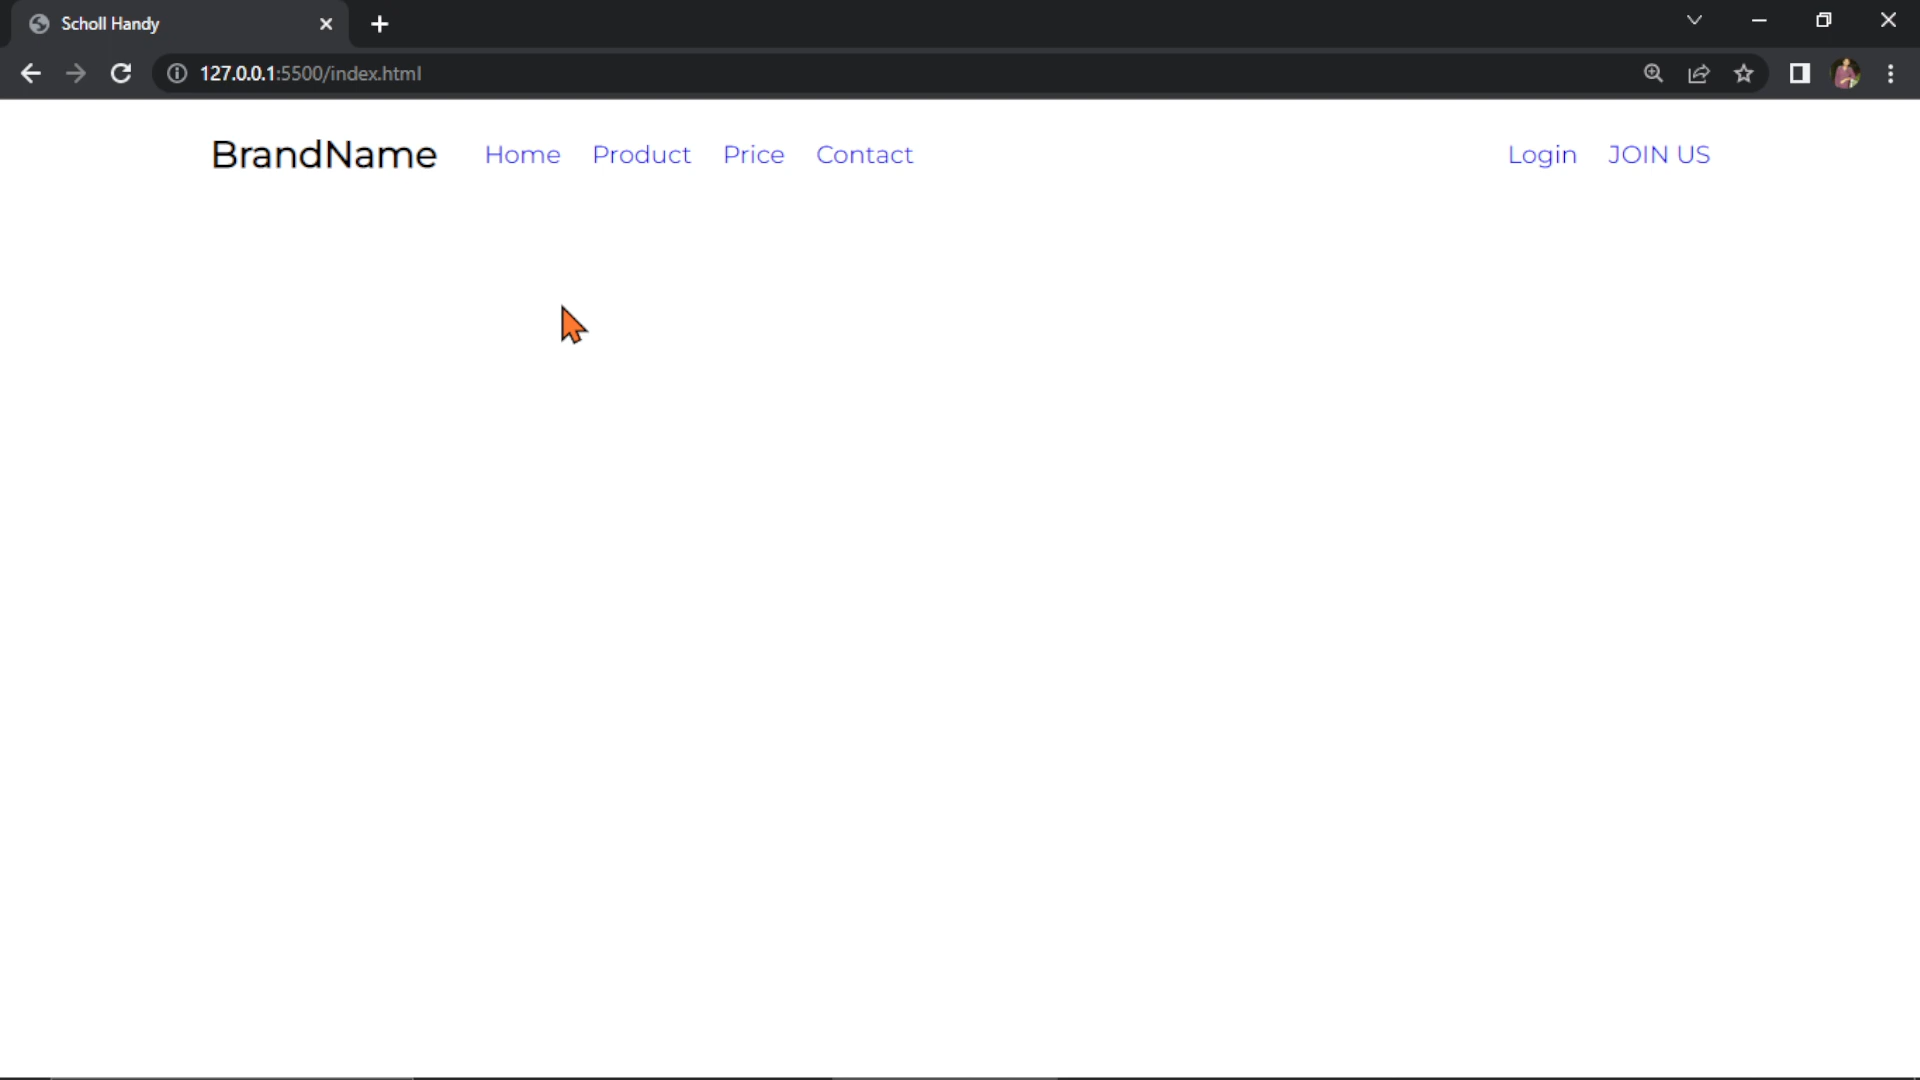 Scholl Handy
127.0.0.1:5500/index.html
BrandName Home Product Price Contact Login JOIN US